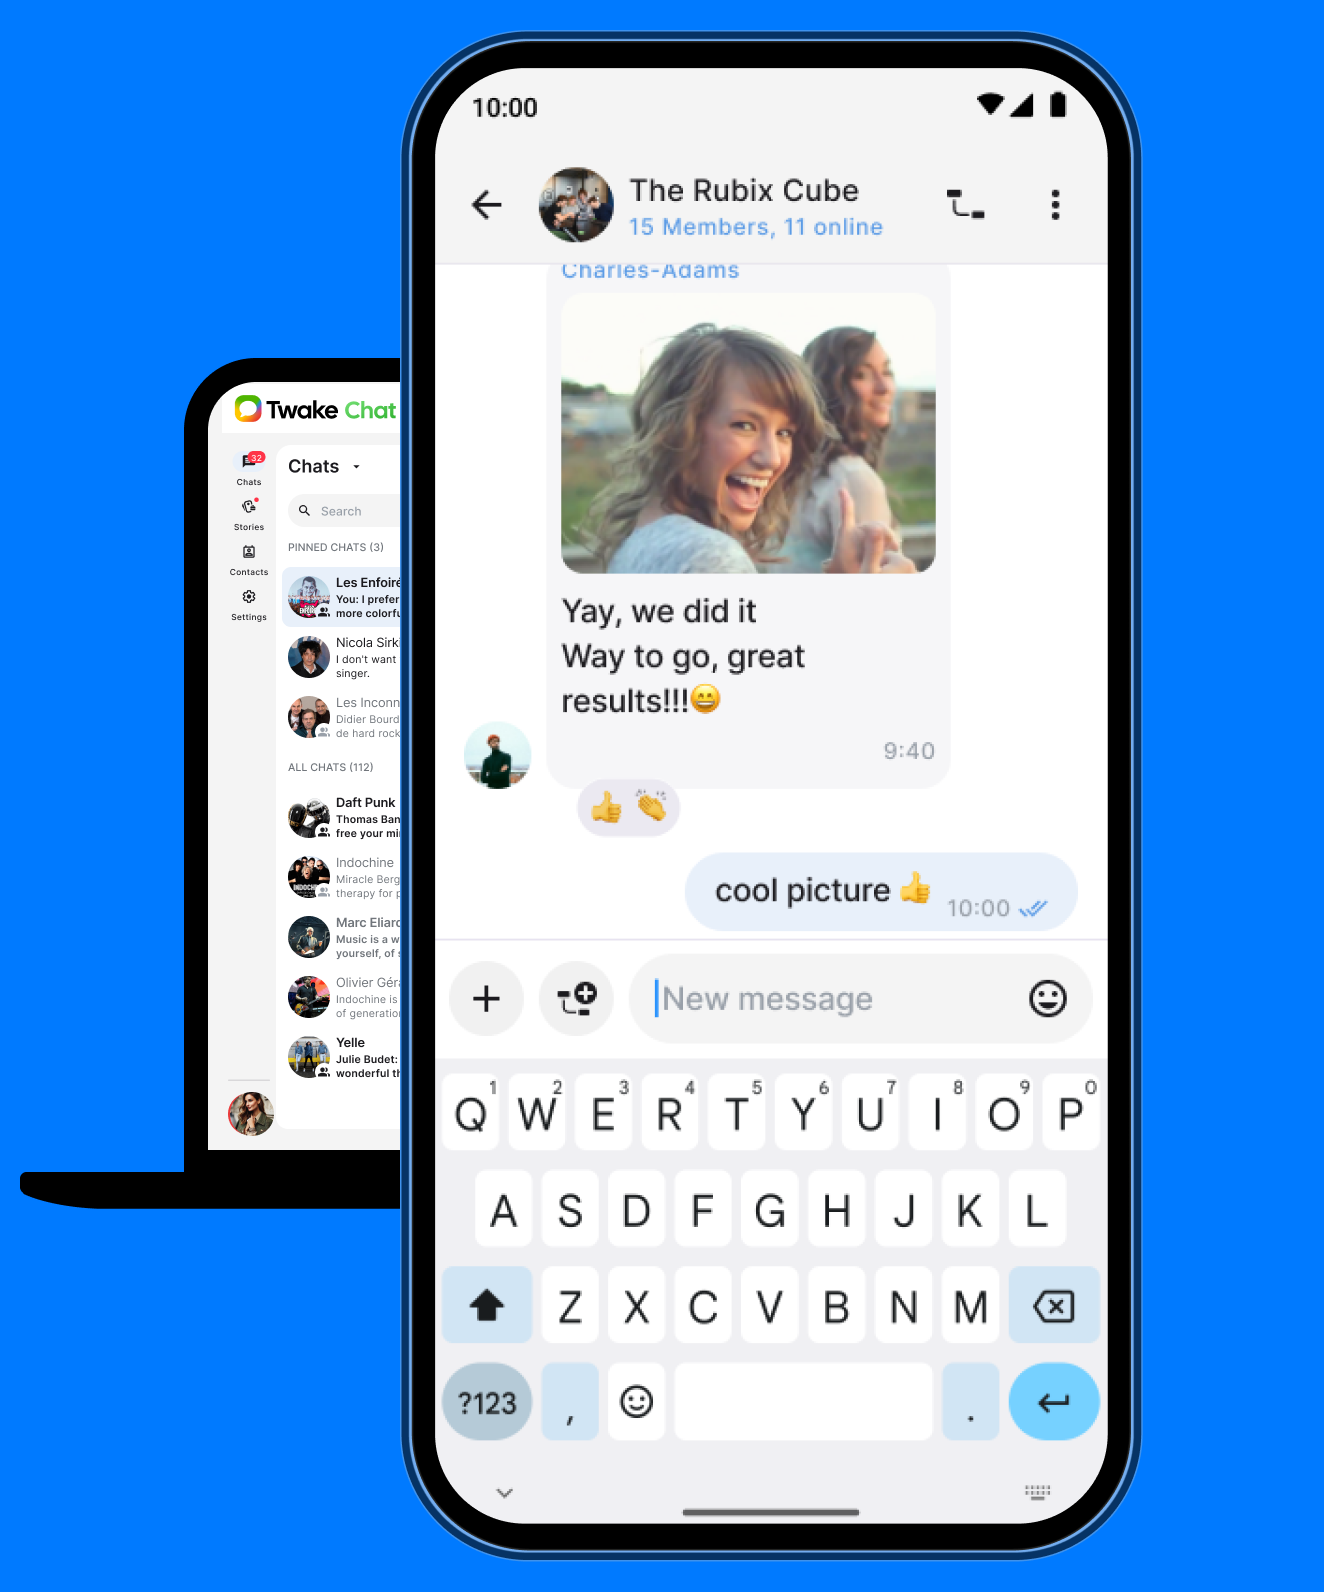 10:00
The Rubix Cube
15 Members, 11 online
Charles-Adams
Yay, we did it
Way to go, great
results!!!😄
9:40
👍 👏
cool picture 👍 10:00
New message
1 2 3 4 5 6 7 8 9 0
Q W E R T Y U I O P
A S D F G H J K L
Z X C V B N M
?123 , .
Twake Chat
32
Chats
Stories
Contacts
Settings
Chats
Search
PINNED CHATS (3)
Les Enfoiré
You: I prefer
more colorfu
Nicola Sirk
I don't want
singer.
Les Inconn
Didier Bourd
de hard rock
ALL CHATS (112)
Daft Punk
Thomas Ban
free your mi
Indochine
Miracle Berg
therapy for p
Marc Eliard
Music is a w
yourself, of s
Olivier Géra
Indochine is
of generation
Yelle
Julie Budet:
wonderful th